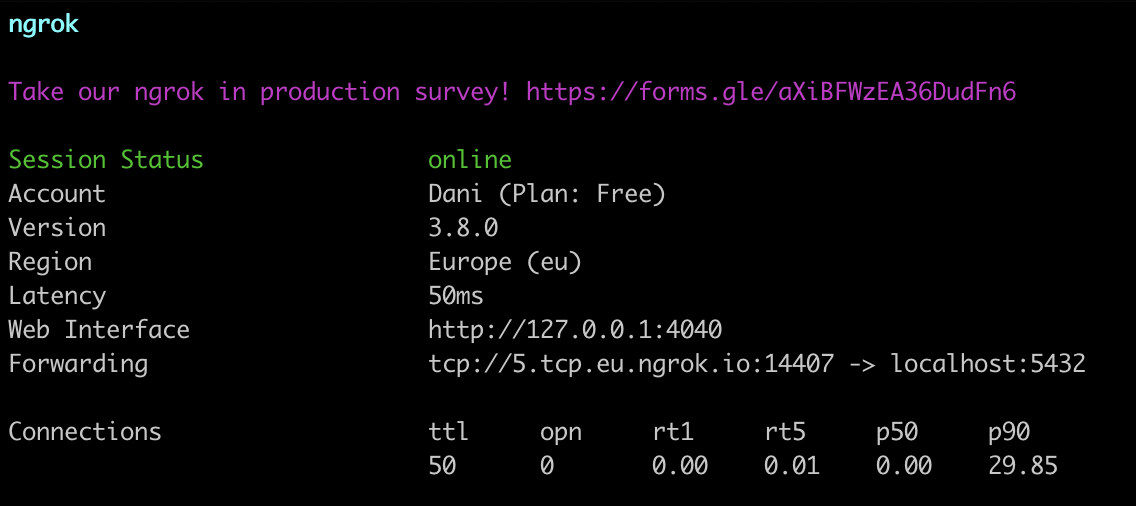 ngrok
Take our ngrok in production survey! https://forms.gle/aXiBFWzEA36DudFn6
Session Status online
Account Dani (Plan: Free)
Version 3.8.0
Region Europe (eu)
Latency 50ms
Web Interface http://127.0.0.1:4040
Forwarding tcp://5.tcp.eu.ngrok.io:14407 -> localhost:5432
Connections ttl opn rt1 rt5 p50 p90
50 0 0.00 0.01 0.00 29.85